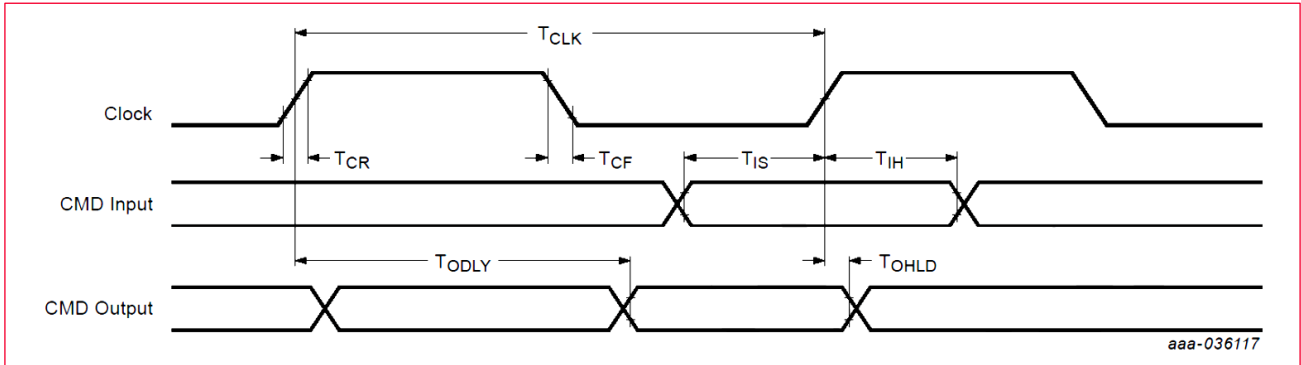 TCLK
Clock
TCR
TCF
TIS
TIH
CMD Input
TODLY
TOHLD
CMD Output
aaa-036117